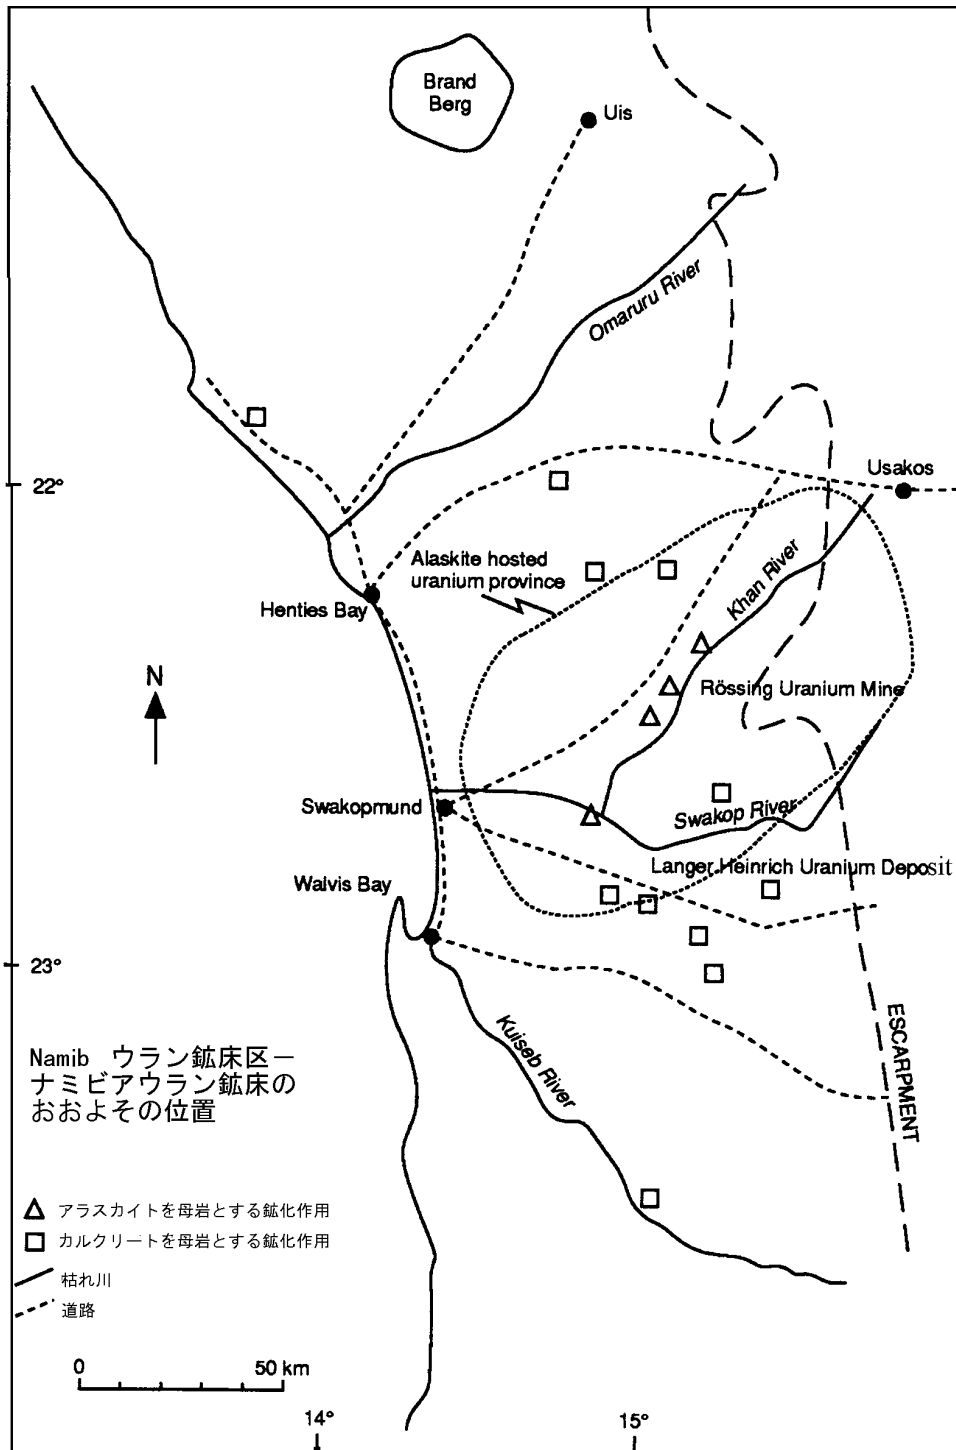 Brand
Berg
Uis
Omaruru River
22°
Usakos
Alaskite hosted
uranium province
Khan River
Henties Bay
N
Rössing Uranium Mine
Swakopmund
Swakop River
Langer Heinrich Uranium Deposit
Walvis Bay
23°
Kuiseb River
ESCARPMENT
Namib ウラン鉱床区－
ナミビアウラン鉱床の
おおよその位置
アラスカイトを母岩とする鉱化作用
カルクリートを母岩とする鉱化作用
枯れ川
道路
0 50 km
14° 15°